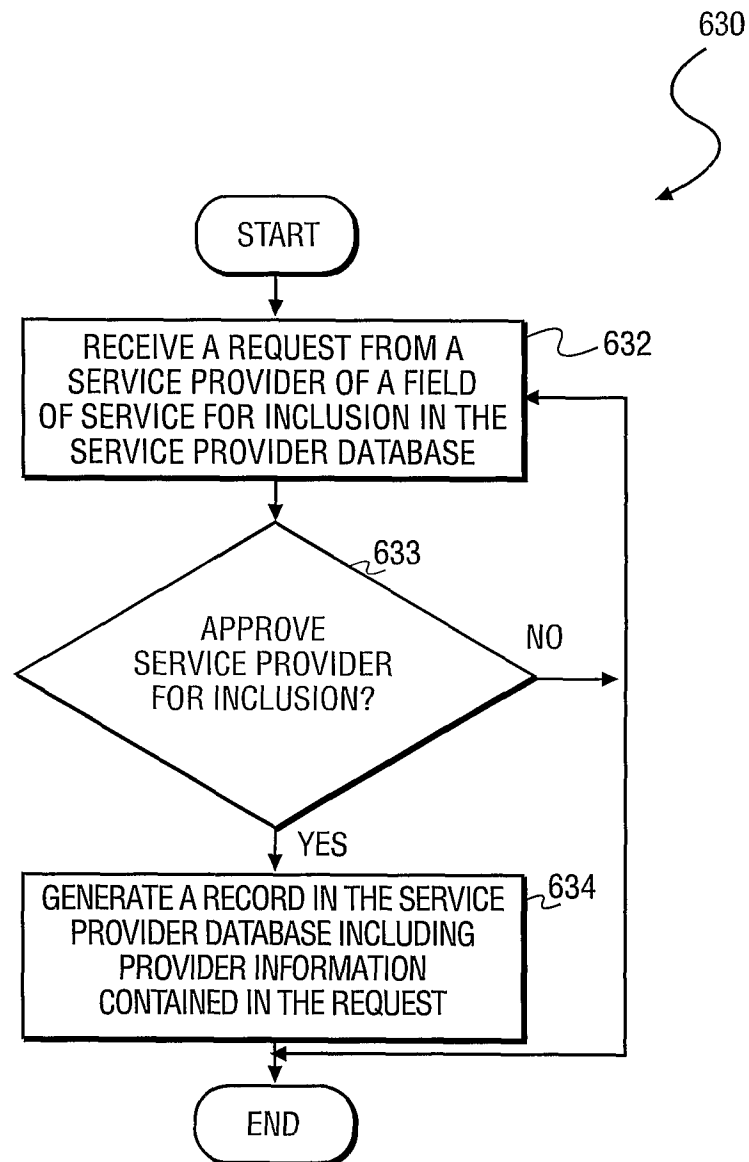 630
START
RECEIVE A REQUEST FROM A
SERVICE PROVIDER OF A FIELD
OF SERVICE FOR INCLUSION IN THE
SERVICE PROVIDER DATABASE
632
633
APPROVE
SERVICE PROVIDER
FOR INCLUSION?
NO
YES
GENERATE A RECORD IN THE SERVICE
PROVIDER DATABASE INCLUDING
PROVIDER INFORMATION
CONTAINED IN THE REQUEST
634
END